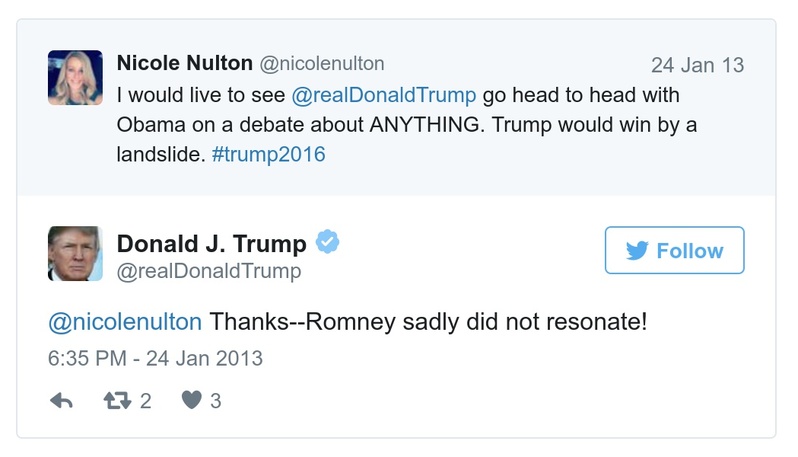 Nicole Nulton @nicolenulton 24 Jan 13
I would live to see @realDonaldTrump go head to head with
Obama on a debate about ANYTHING. Trump would win by a
landslide. #trump2016
Donald J. Trump
@realDonaldTrump
Follow
@nicolenulton Thanks--Romney sadly did not resonate!
6:35 PM - 24 Jan 2013
2 3